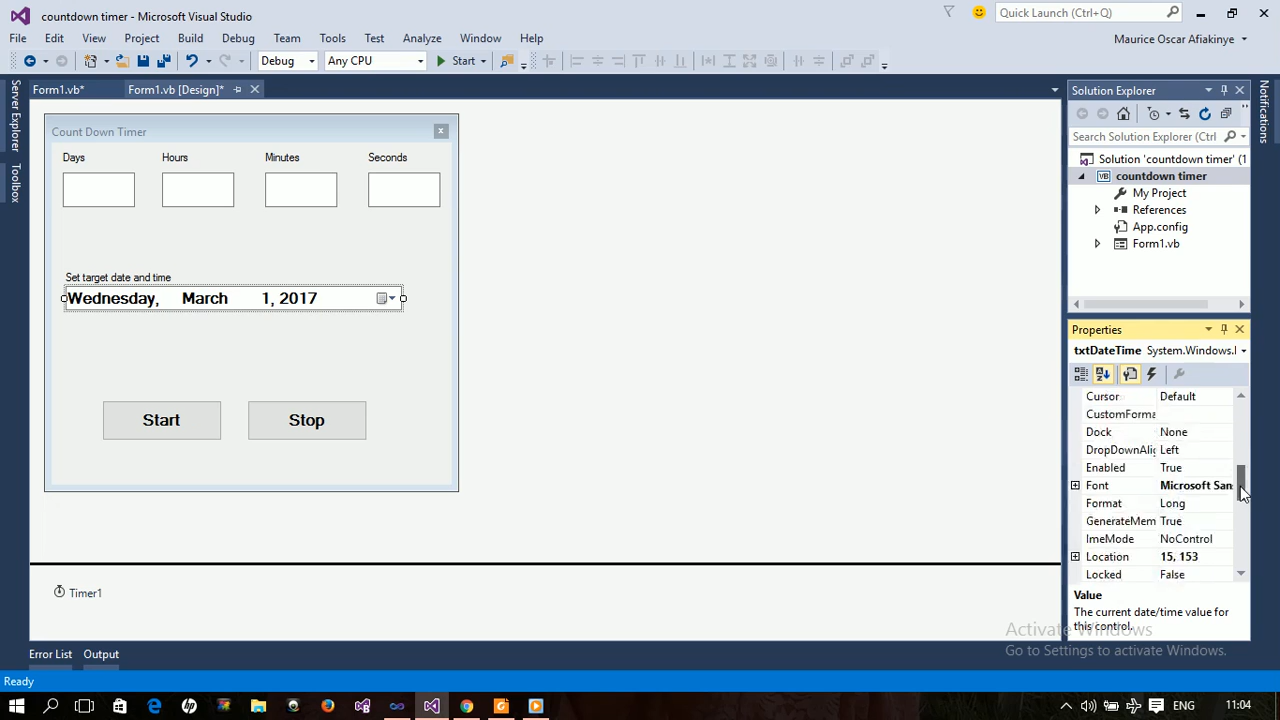 countdown timer - Microsoft Visual Studio
Quick Launch (Ctrl+Q)
File Edit View Project Build Debug Team Tools Test Analyze Window Help
Maurice Oscar Afiakinye
Debug Any CPU Start
Server Explorer
Toolbox
Form1.vb* Form1.vb [Design]*
Count Down Timer
Days Hours Minutes Seconds
Set target date and time
Wednesday, March 1, 2017
Start Stop
Timer1
Solution Explorer
Search Solution Explorer (Ctrl
Solution 'countdown timer' (1
VB countdown timer
My Project
References
App.config
Form1.vb
Notifications
Properties
txtDateTime System.Windows.
Cursor Default
CustomForma
Dock None
DropDownAlig Left
Enabled True
Font Microsoft San
Format Long
GenerateMem True
ImeMode NoControl
Location 15, 153
Locked False
Value
The current date/time value for
this control.
Activate Windows
Go to Settings to activate Windows.
Error List Output
Ready
ENG 11:04